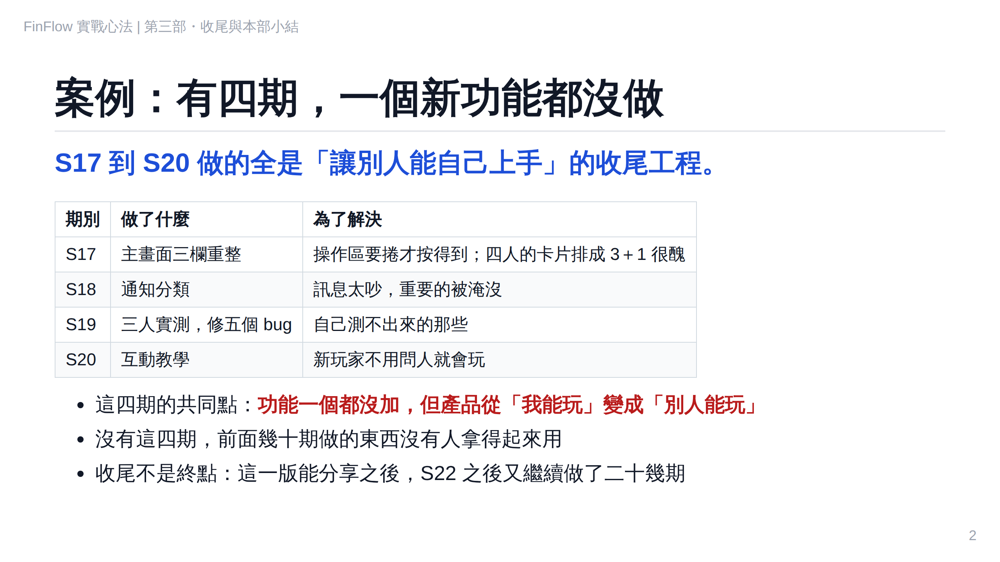 FinFlow 實戰心法 | 第三部・收尾與本部小結
案例：有四期，一個新功能都沒做
S17 到 S20 做的全是「讓別人能自己上手」的收尾工程。
期別 做了什麼 為了解決
S17 主畫面三欄重整 操作區要捲才按得到；四人的卡片排成 3＋1 很醜
S18 通知分類 訊息太吵，重要的被淹沒
S19 三人實測，修五個 bug 自己測不出來的那些
S20 互動教學 新玩家不用問人就會玩
• 這四期的共同點：功能一個都沒加，但產品從「我能玩」變成「別人能玩」
• 沒有這四期，前面幾十期做的東西沒有人拿得起來用
• 收尾不是終點：這一版能分享之後，S22 之後又繼續做了二十幾期
2